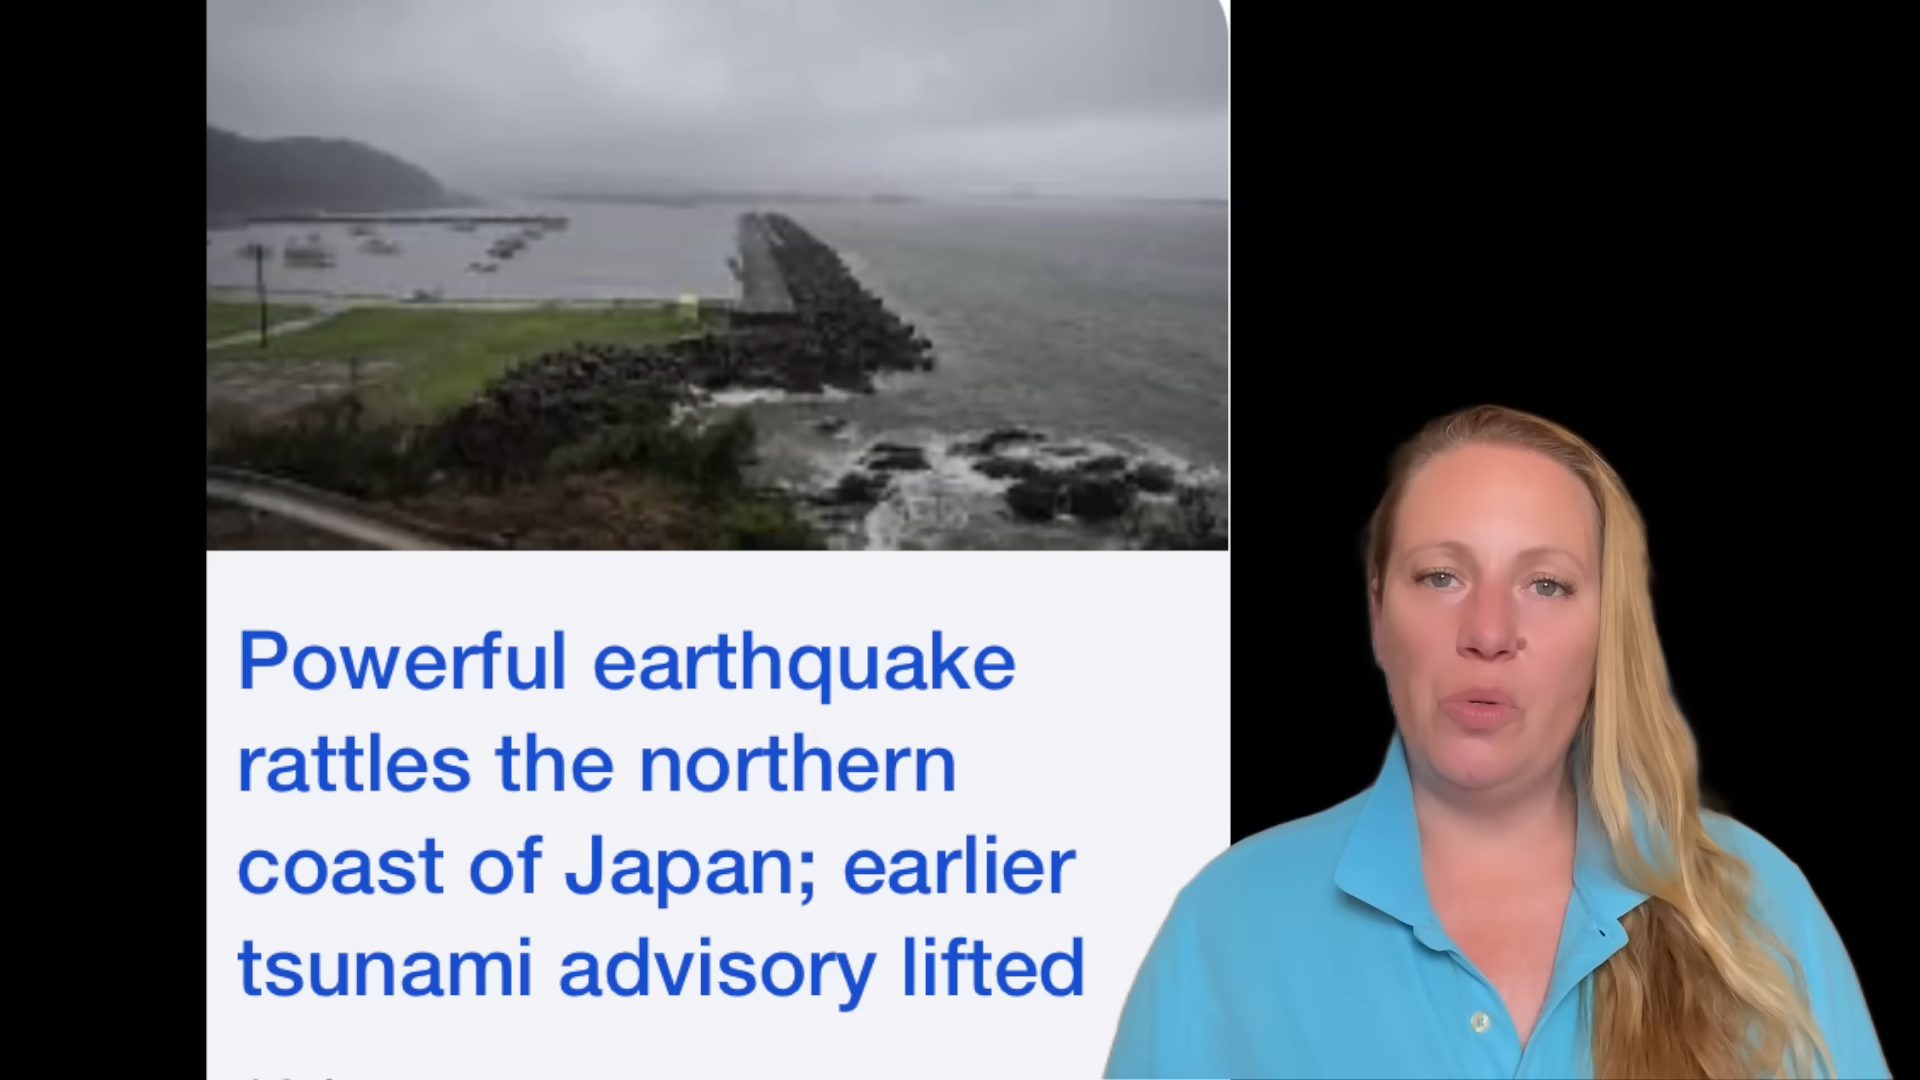 Powerful earthquake
rattles the northern
coast of Japan; earlier
tsunami advisory lifted